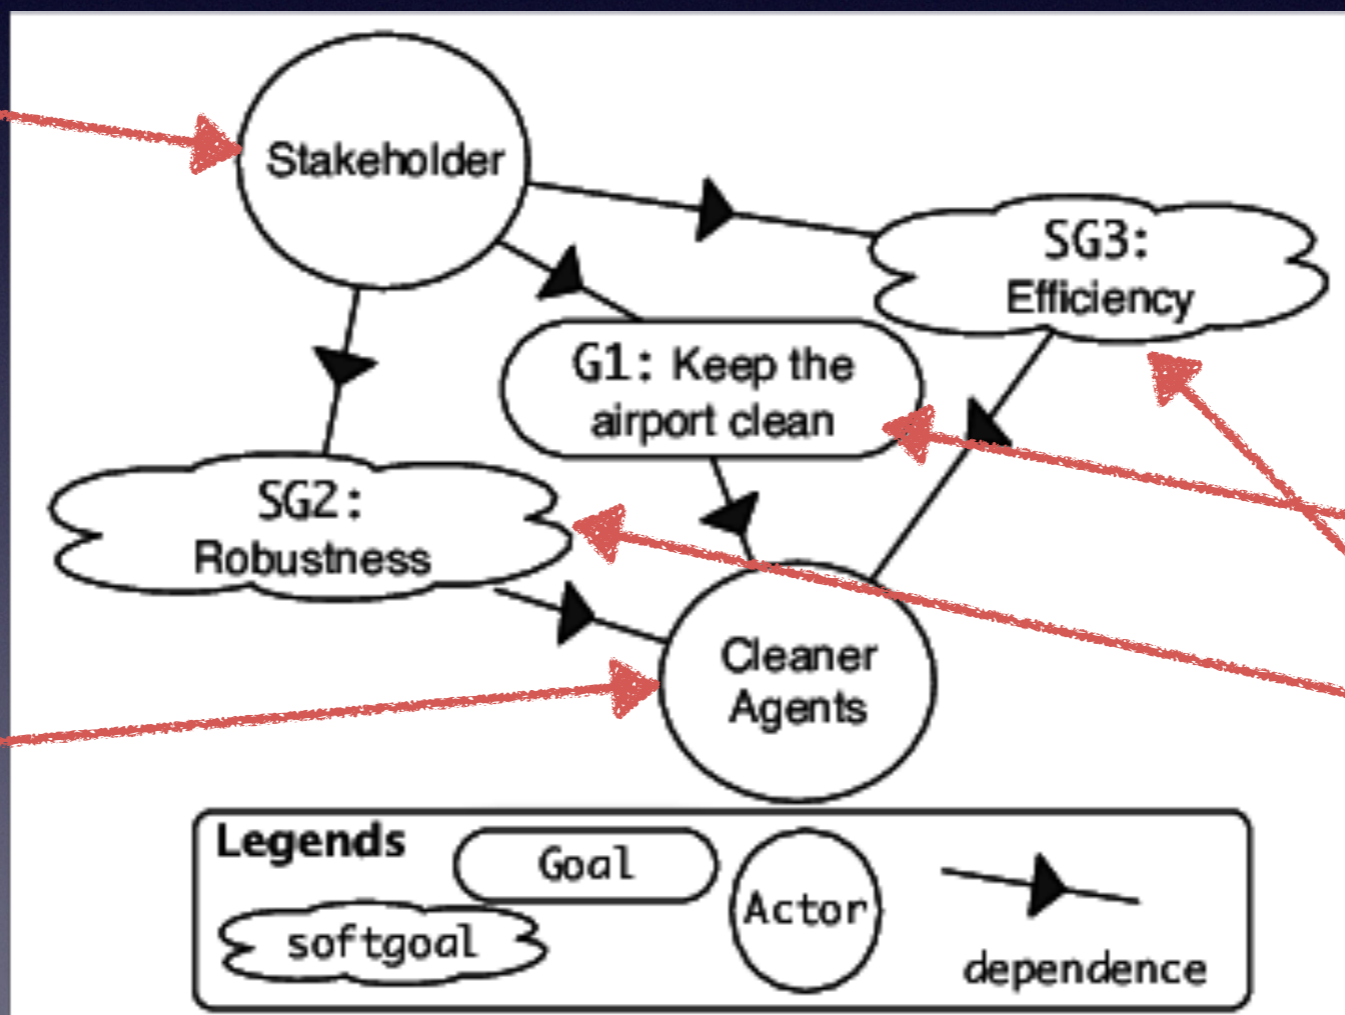 Stakeholder
SG3:
Efficiency
G1: Keep the
airport clean
SG2:
Robustness
Cleaner
Agents
Legends
Goal
Actor
softgoal
dependence